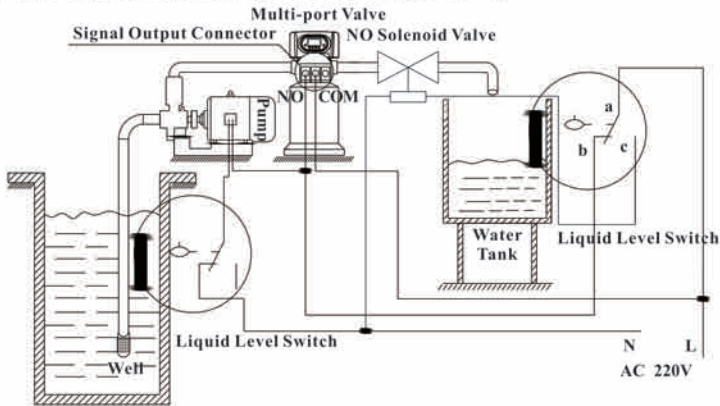 Multi-port Valve
Signal Output Connector
NO Solenoid Valve
NO COM
Pump
a
b
c
Water
Tank
Liquid Level Switch
Liquid Level Switch
Well
N L
AC 220V